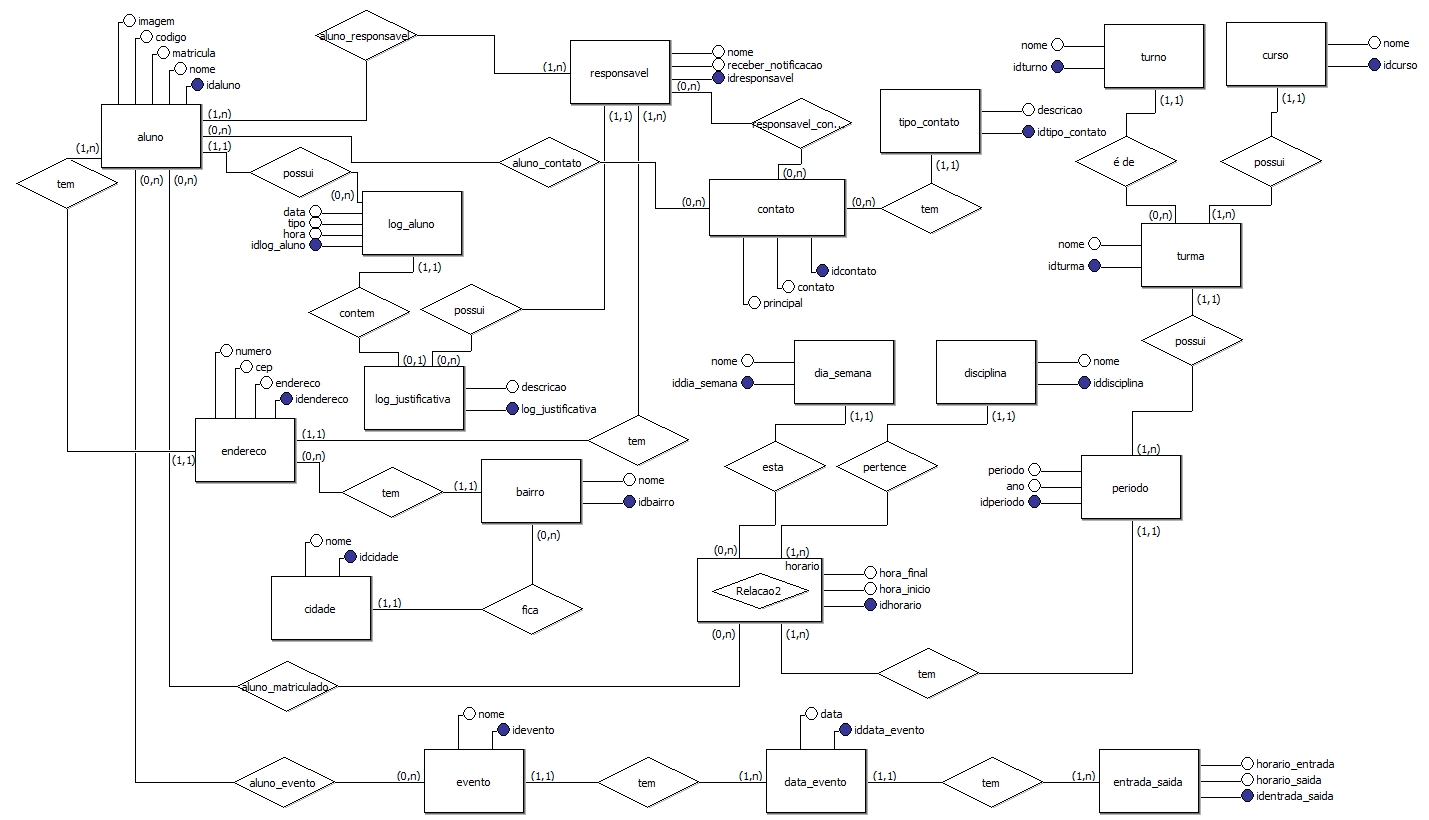 imagem
codigo
matricula
nome
idaluno
aluno
(1,n)
(0,n)
(1,1)
(1,n)
(0,n)
(0,n)
aluno_responsavel
(1,n)
responsavel
nome
receber_notificacao
idresponsavel
(0,n)
(1,1)
(1,n)
responsavel_con...
aluno_contato
tem
possui
(0,n)
data
tipo
hora
idlog_aluno
log_aluno
(1,1)
tipo_contato
descricao
idtipo_contato
(1,1)
(0,n)
contato
(0,n)
(0,n)
tem
idcontato
contato
principal
nome
idturno
turno
(1,1)
curso
nome
idcurso
(1,1)
é de
possui
(0,n)
(1,n)
nome
idturma
turma
(1,1)
possui
contem
possui
(0,1)
(0,n)
log_justificativa
descricao
log_justificativa
numero
cep
endereco
idendereco
endereco
(1,1)
(1,1)
(0,n)
tem
tem
(1,1)
bairro
nome
idbairro
(0,n)
nome
idcidade
cidade
(1,1)
fica
nome
iddia_semana
dia_semana
(1,1)
disciplina
nome
iddisciplina
(1,1)
esta
pertence
(1,n)
periodo
ano
idperiodo
periodo
(1,1)
(0,n)
(1,n)
horario
Relacao2
hora_final
hora_inicio
idhorario
(0,n)
(1,n)
tem
aluno_matriculado
nome
idevento
aluno_evento
(0,n)
evento
(1,1)
tem
data
iddata_evento
(1,n)
data_evento
(1,1)
tem
(1,n)
entrada_saida
horario_entrada
horario_saida
identrada_saida